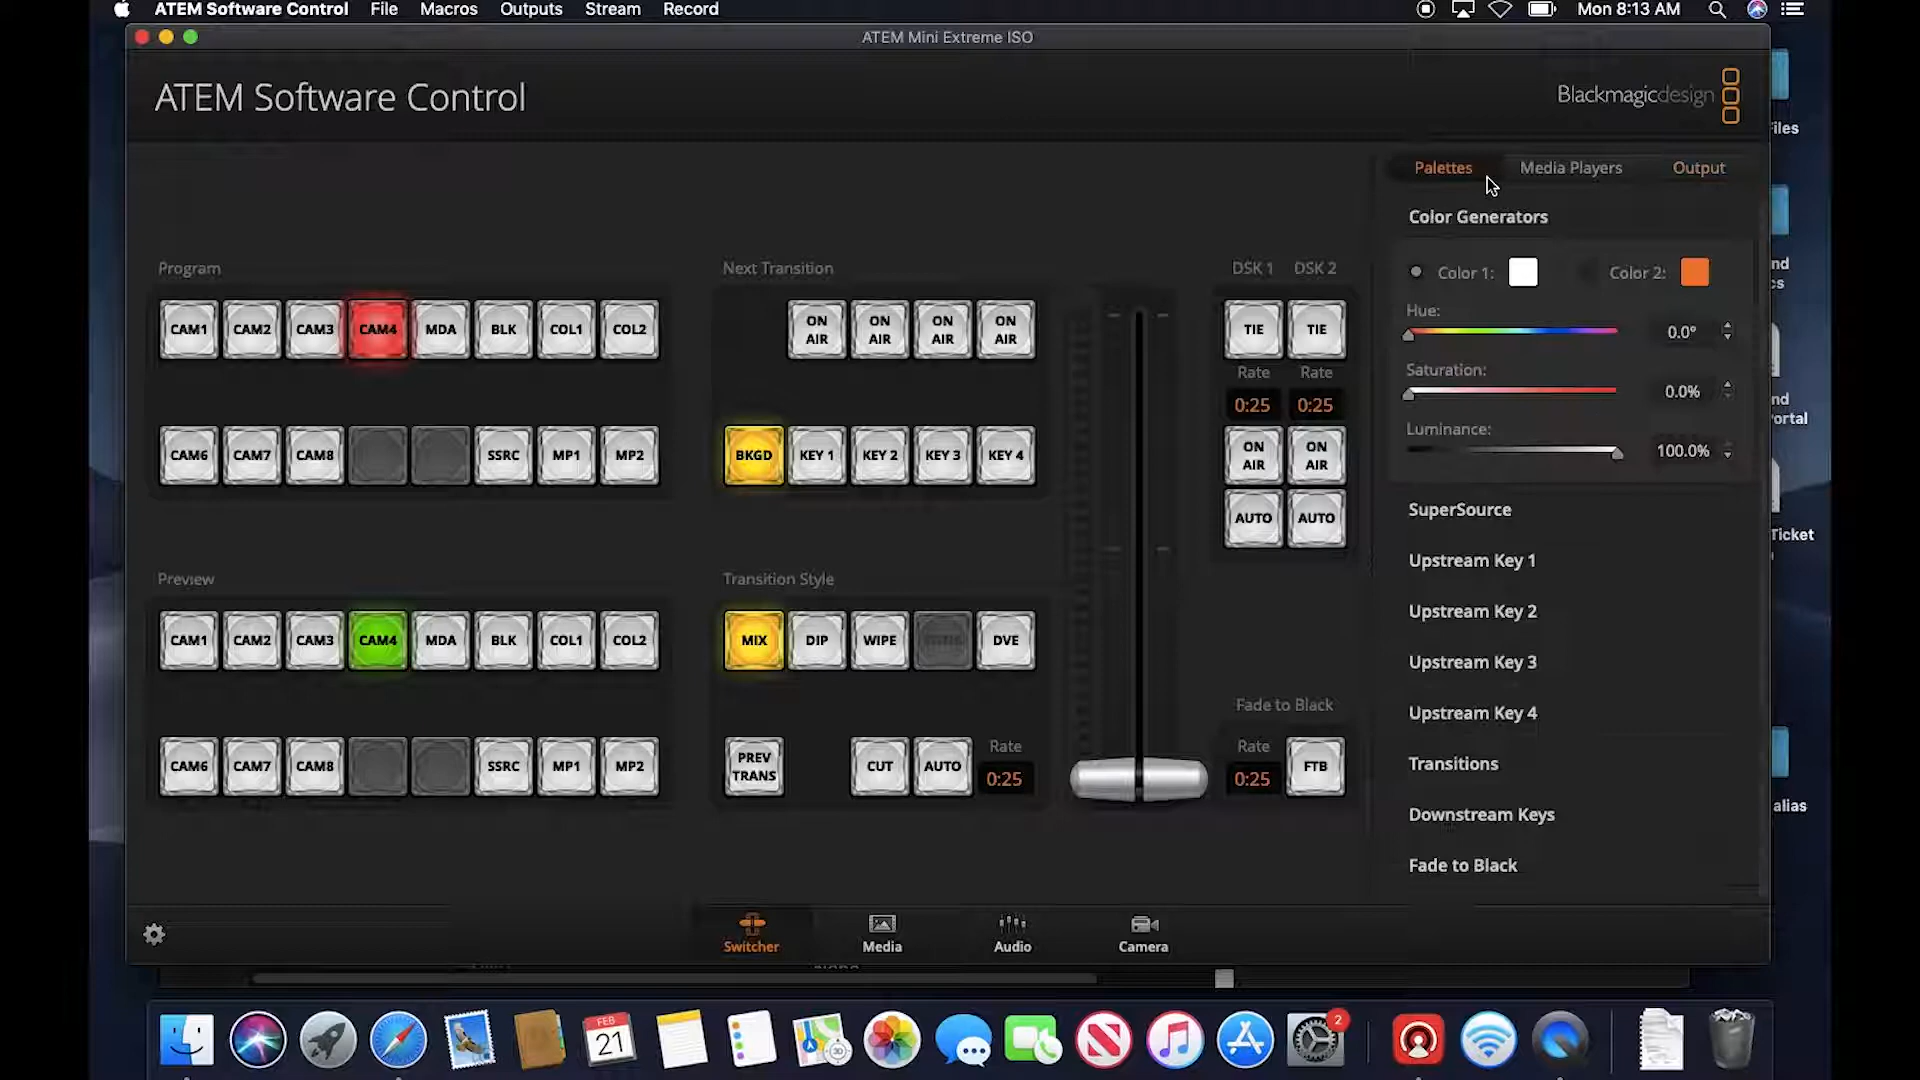 ATEM Software Control File Macros Outputs Stream Record Mon 8:13 AM
ATEM Mini Extreme ISO
ATEM Software Control
Blackmagicdesign
Palettes Media Players Output
Color Generators
Color 1: Color 2:
Hue:
0.0°
Saturation:
0.0%
Luminance:
100.0%
SuperSource
Upstream Key 1
Upstream Key 2
Upstream Key 3
Upstream Key 4
Transitions
Downstream Keys
Fade to Black
Program
CAM1 CAM2 CAM3 CAM4 MDA BLK COL1 COL2
CAM6 CAM7 CAM8 SSRC MP1 MP2
Next Transition
ON AIR ON AIR ON AIR ON AIR
BKGD KEY 1 KEY 2 KEY 3 KEY 4
DSK 1 DSK 2
TIE TIE
Rate Rate
0:25 0:25
ON AIR ON AIR
AUTO AUTO
Preview
CAM1 CAM2 CAM3 CAM4 MDA BLK COL1 COL2
CAM6 CAM7 CAM8 SSRC MP1 MP2
Transition Style
MIX DIP WIPE DVE
PREV TRANS CUT AUTO
Rate
0:25
Fade to Black
Rate
0:25
FTB
Switcher Media Audio Camera
iles
nd
cs
nd
ortal
Ticket
alias
FEB
21
2